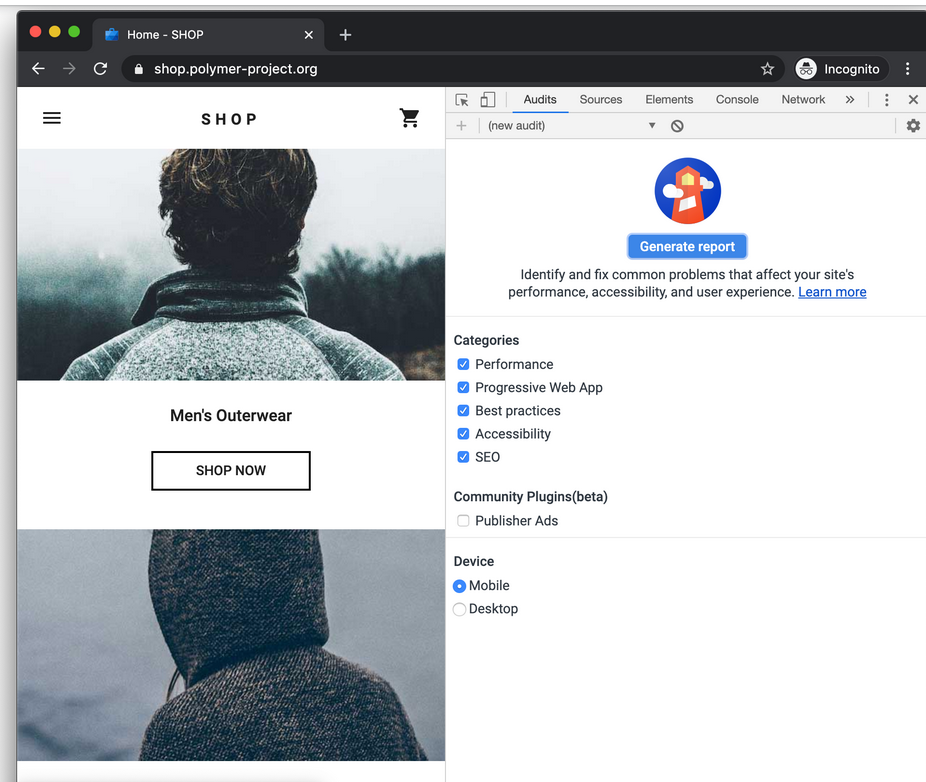 Home - SHOP
shop.polymer-project.org
Incognito
SHOP
Men's Outerwear
SHOP NOW
Audits Sources Elements Console Network
(new audit)
Generate report
Identify and fix common problems that affect your site's
performance, accessibility, and user experience. Learn more
Categories
Performance
Progressive Web App
Best practices
Accessibility
SEO
Community Plugins(beta)
Publisher Ads
Device
Mobile
Desktop